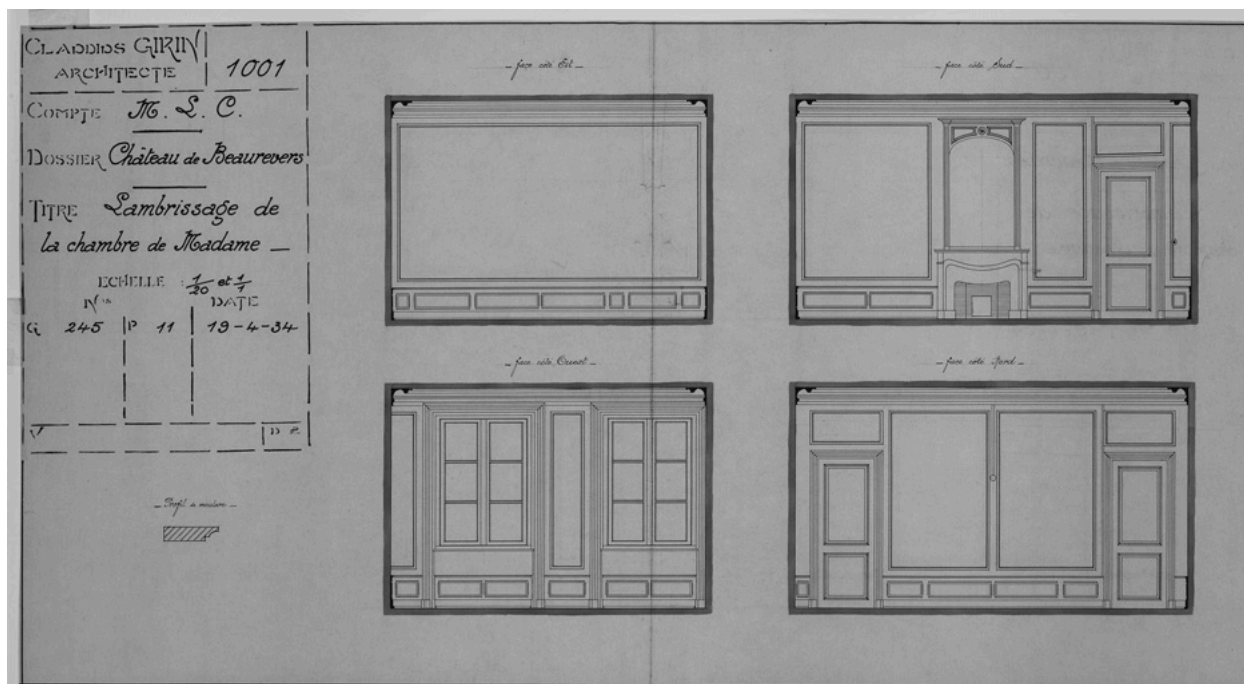 CLAUDIUS GIRIN
ARCHITECTE
1001
COMPTE M. L. C.
DOSSIER Château de Beaurevers
TITRE Lambrissage de
la chambre de Madame _
ECHELLE : 1/20 et 1/1
Nos DATE
G 245 P 11 19-4-34
V D R
_ Profil de moulure _
_ face côté Est _
_ face côté Sud _
_ face côté Ouest _
_ face côté Nord _